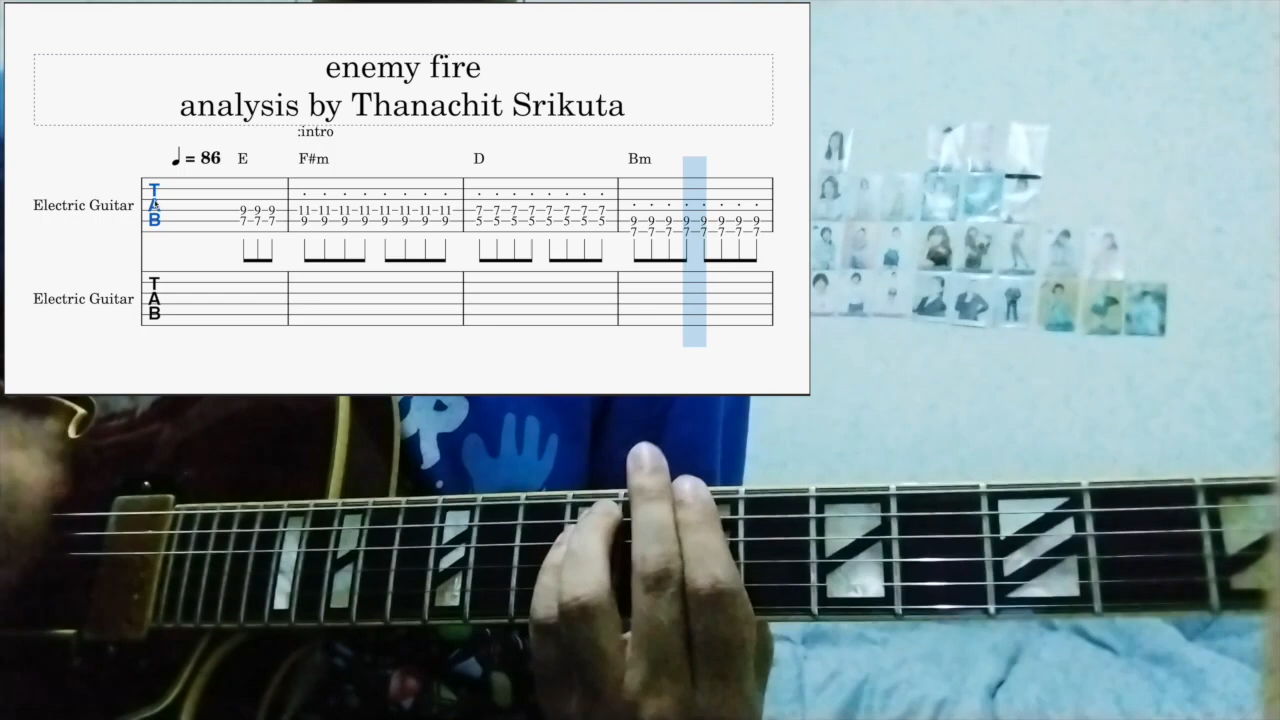 enemy fire
analysis by Thanachit Srikuta
:intro
♩= 86 E F#m D Bm
Electric Guitar
T
A
B
9 9 9 11 11 11 11 11 11 11 11 7 7 7 7 7 7 7 7
7 7 7 9 9 9 9 9 9 9 9 5 5 5 5 5 5 5 5 9 9 9 9 9 9 9 9
7 7 7 7 7 7 7 7
Electric Guitar
T
A
B
P